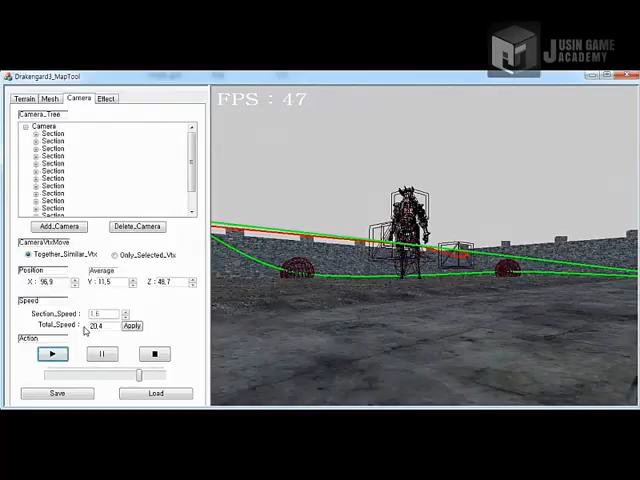 JUSIN GAME
ACADEMY
Drakengard3_MapTool
Terrain Mesh Camera Effect
FPS : 47
Camera_Tree
Camera
Section
Section
Section
Section
Section
Section
Section
Section
Section
Section
Section
Add_Camera Delete_Camera
CameraVtxMove
Together_Similar_Vtx Only_Selected_Vtx
Position Average
X : 96,9 Y : 11,5 Z : 48,7
Speed
Section_Speed : 1,6
Total_Speed : 20,4 Apply
Action
Save Load